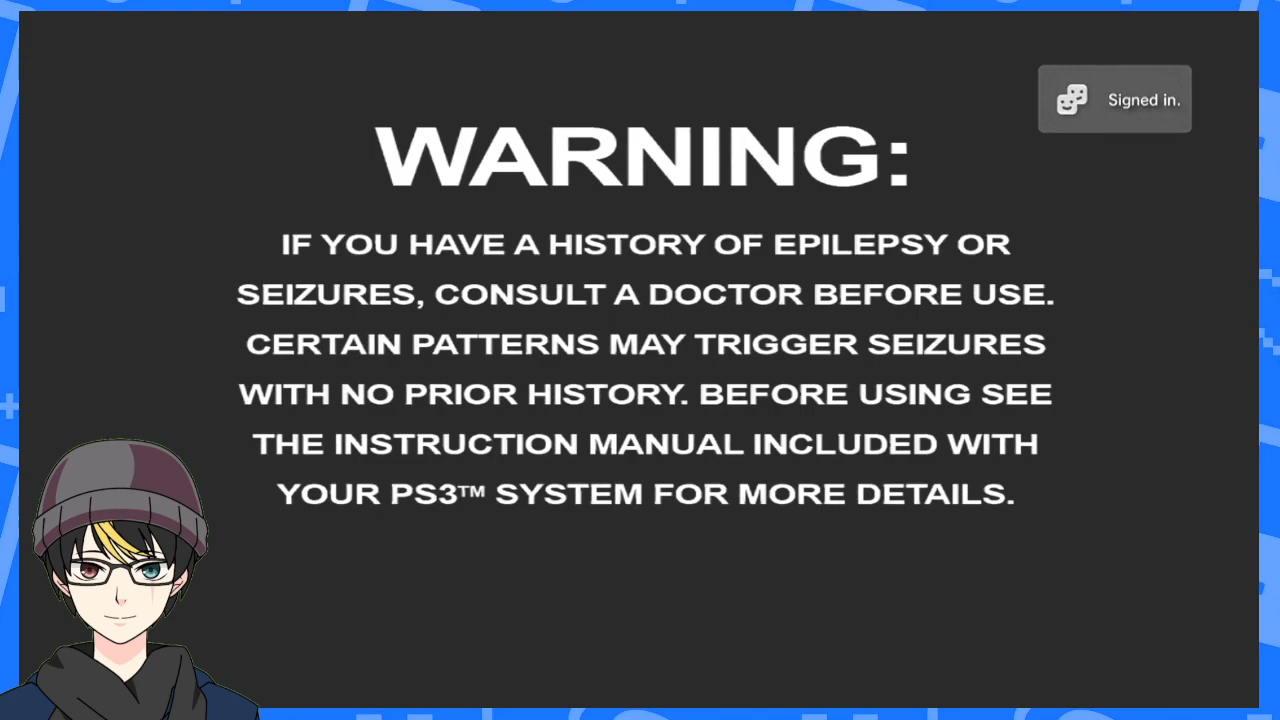 Signed in.
WARNING:
IF YOU HAVE A HISTORY OF EPILEPSY OR
SEIZURES, CONSULT A DOCTOR BEFORE USE.
CERTAIN PATTERNS MAY TRIGGER SEIZURES
WITH NO PRIOR HISTORY. BEFORE USING SEE
THE INSTRUCTION MANUAL INCLUDED WITH
YOUR PS3™ SYSTEM FOR MORE DETAILS.